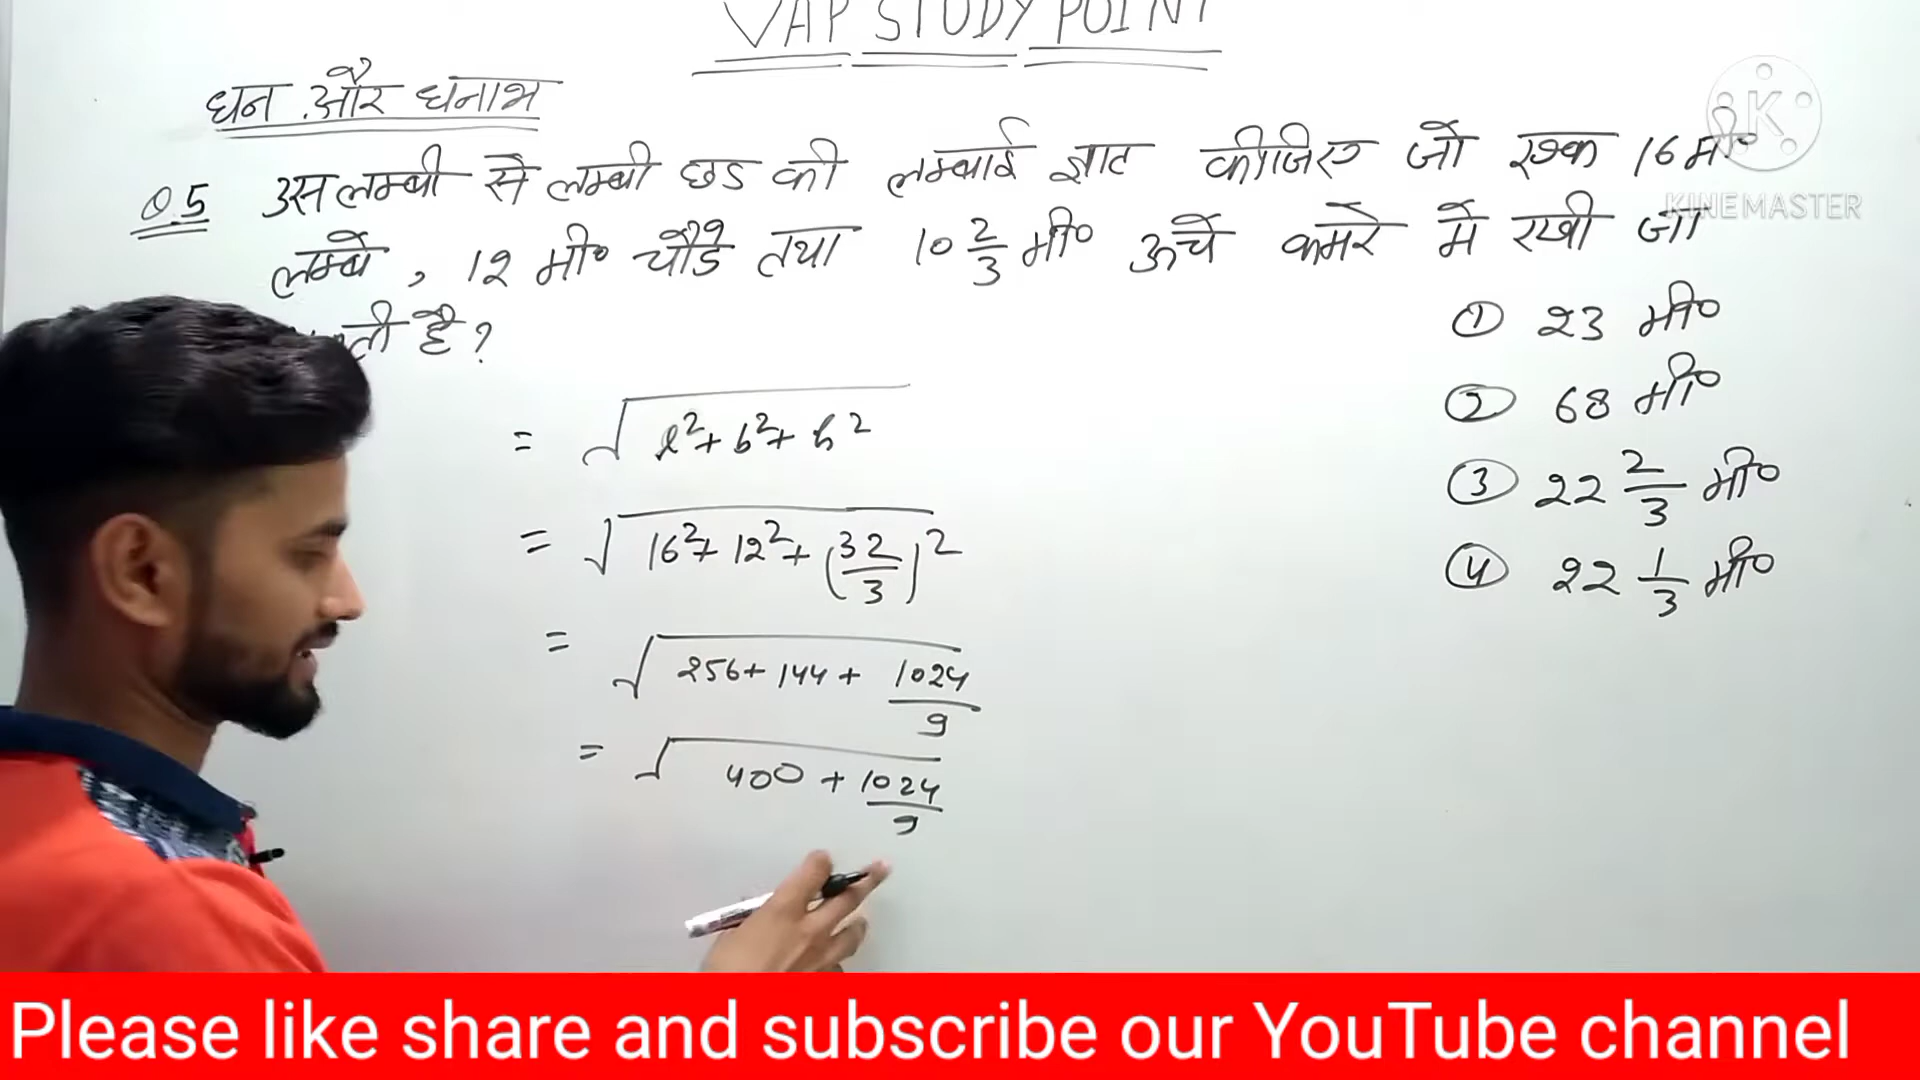 VAP STUDY POINT
घन और घनाभ
Q.5 उस लम्बी से लम्बी छड की लम्बाई ज्ञात कीजिए जो एक 16 मी०
लम्बे, 12 मी० चौडे तथा 10 2/3 मी० ऊचे कमरे में रखी जा
ती है ?
① 23 मी०
② 68 मी०
③ 22 2/3 मी०
④ 22 1/3 मी०
= √(l² + b² + h²)
= √(16² + 12² + (32/3)²)
= √(256 + 144 + 1024/9)
= √(400 + 1024/9)
K
KINEMASTER
Please like share and subscribe our YouTube channel